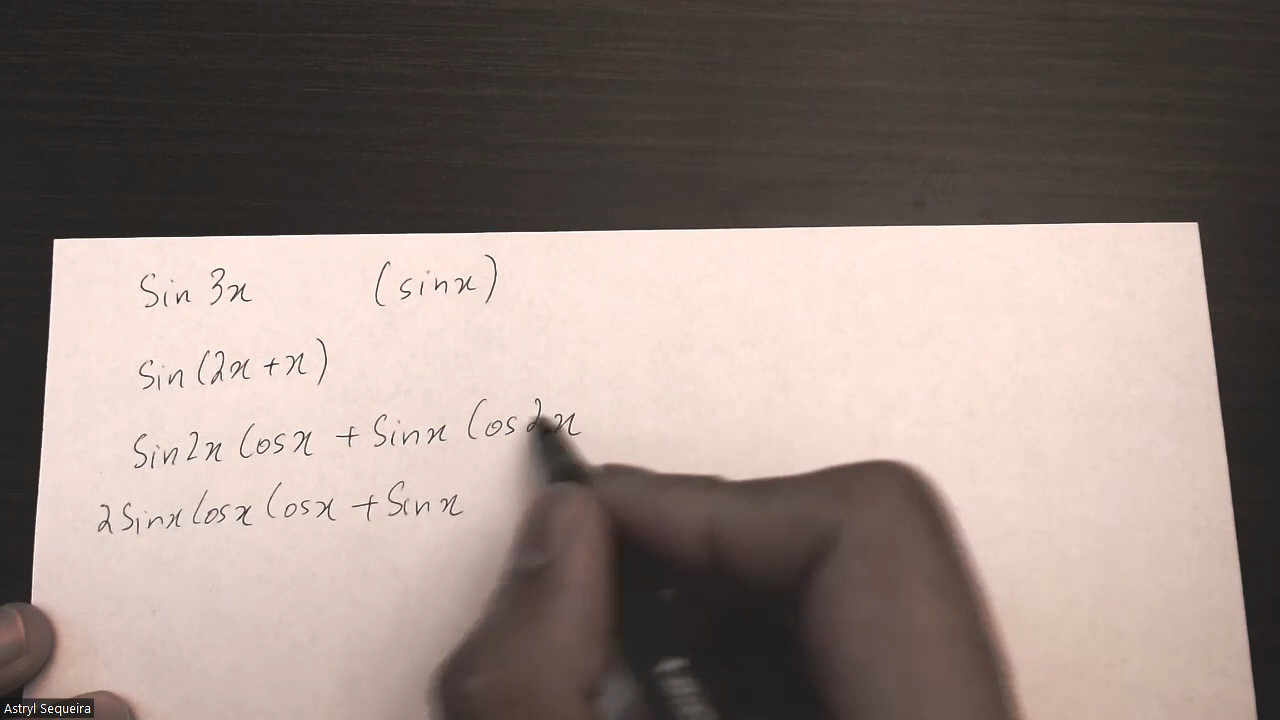 Sin 3x (sinx)
Sin(2x+x)
Sin2x Cosx + Sinx Cos2x
2Sinx Cosx Cosx + Sinx
Astryl Sequeira